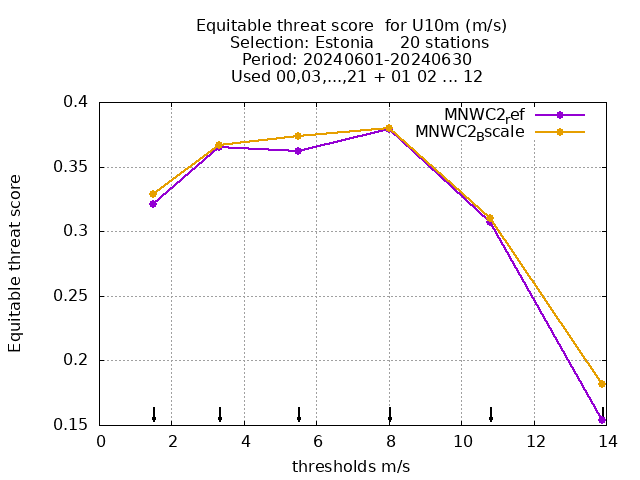 Equitable threat score  for U10m (m/s)
Selection: Estonia     20 stations
Period: 20240601-20240630
Used 00,03,...,21 + 01 02 ... 12
MNWC2ref
MNWC2Bscale
0.4
0.35
0.3
0.25
0.2
0.15
Equitable threat score
0 2 4 6 8 10 12 14
thresholds m/s